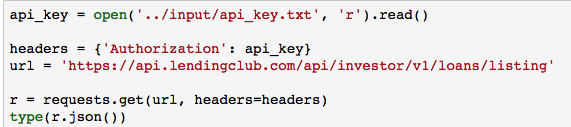 api_key = open('../input/api_key.txt', 'r').read()
headers = {'Authorization': api_key}
url = 'https://api.lendingclub.com/api/investor/v1/loans/listing'
r = requests.get(url, headers=headers)
type(r.json())